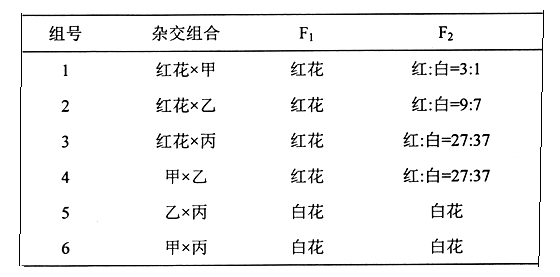 组号 杂交组合 F₁ F₂
1 红花×甲 红花 红:白=3:1
2 红花×乙 红花 红:白=9:7
3 红花×丙 红花 红:白=27:37
4 甲×乙 红花 红:白=27:37
5 乙×丙 白花 白花
6 甲×丙 白花 白花